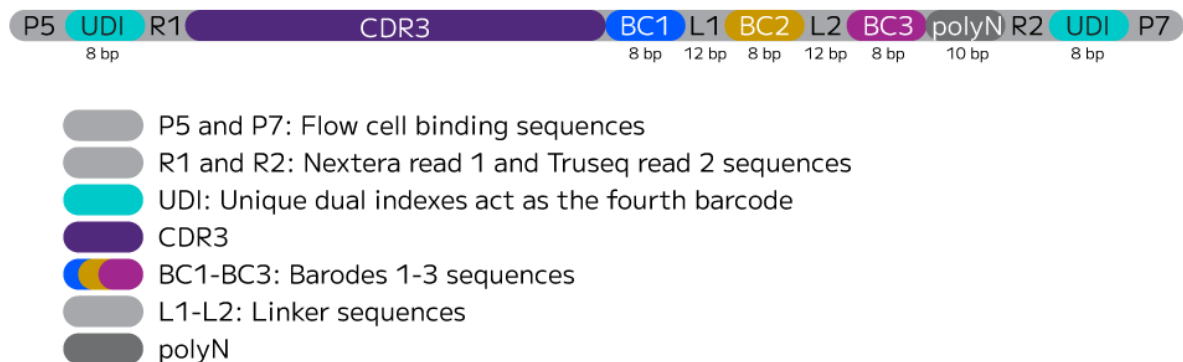 P5 UDI R1 CDR3 BC1 L1 BC2 L2 BC3 polyN R2 UDI P7
8 bp 8 bp 12 bp 8 bp 12 bp 8 bp 10 bp 8 bp
P5 and P7: Flow cell binding sequences
R1 and R2: Nextera read 1 and Truseq read 2 sequences
UDI: Unique dual indexes act as the fourth barcode
CDR3
BC1-BC3: Barodes 1-3 sequences
L1-L2: Linker sequences
polyN